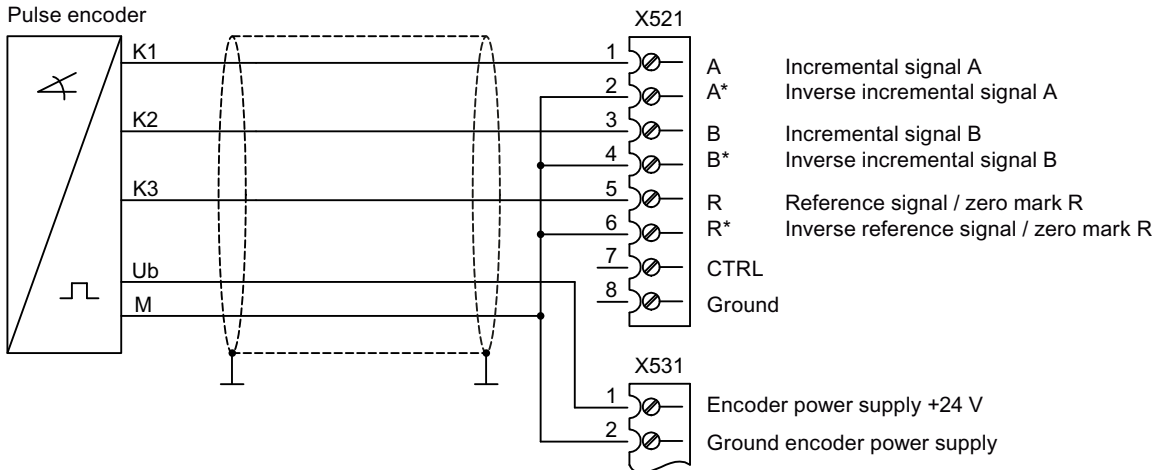 Pulse encoder
X521
K1
1
A Incremental signal A
2
A* Inverse incremental signal A
K2
3
B Incremental signal B
4
B* Inverse incremental signal B
K3
5
R Reference signal / zero mark R
6
R* Inverse reference signal / zero mark R
7
CTRL
Ub
8
Ground
M
X531
1
Encoder power supply +24 V
2
Ground encoder power supply